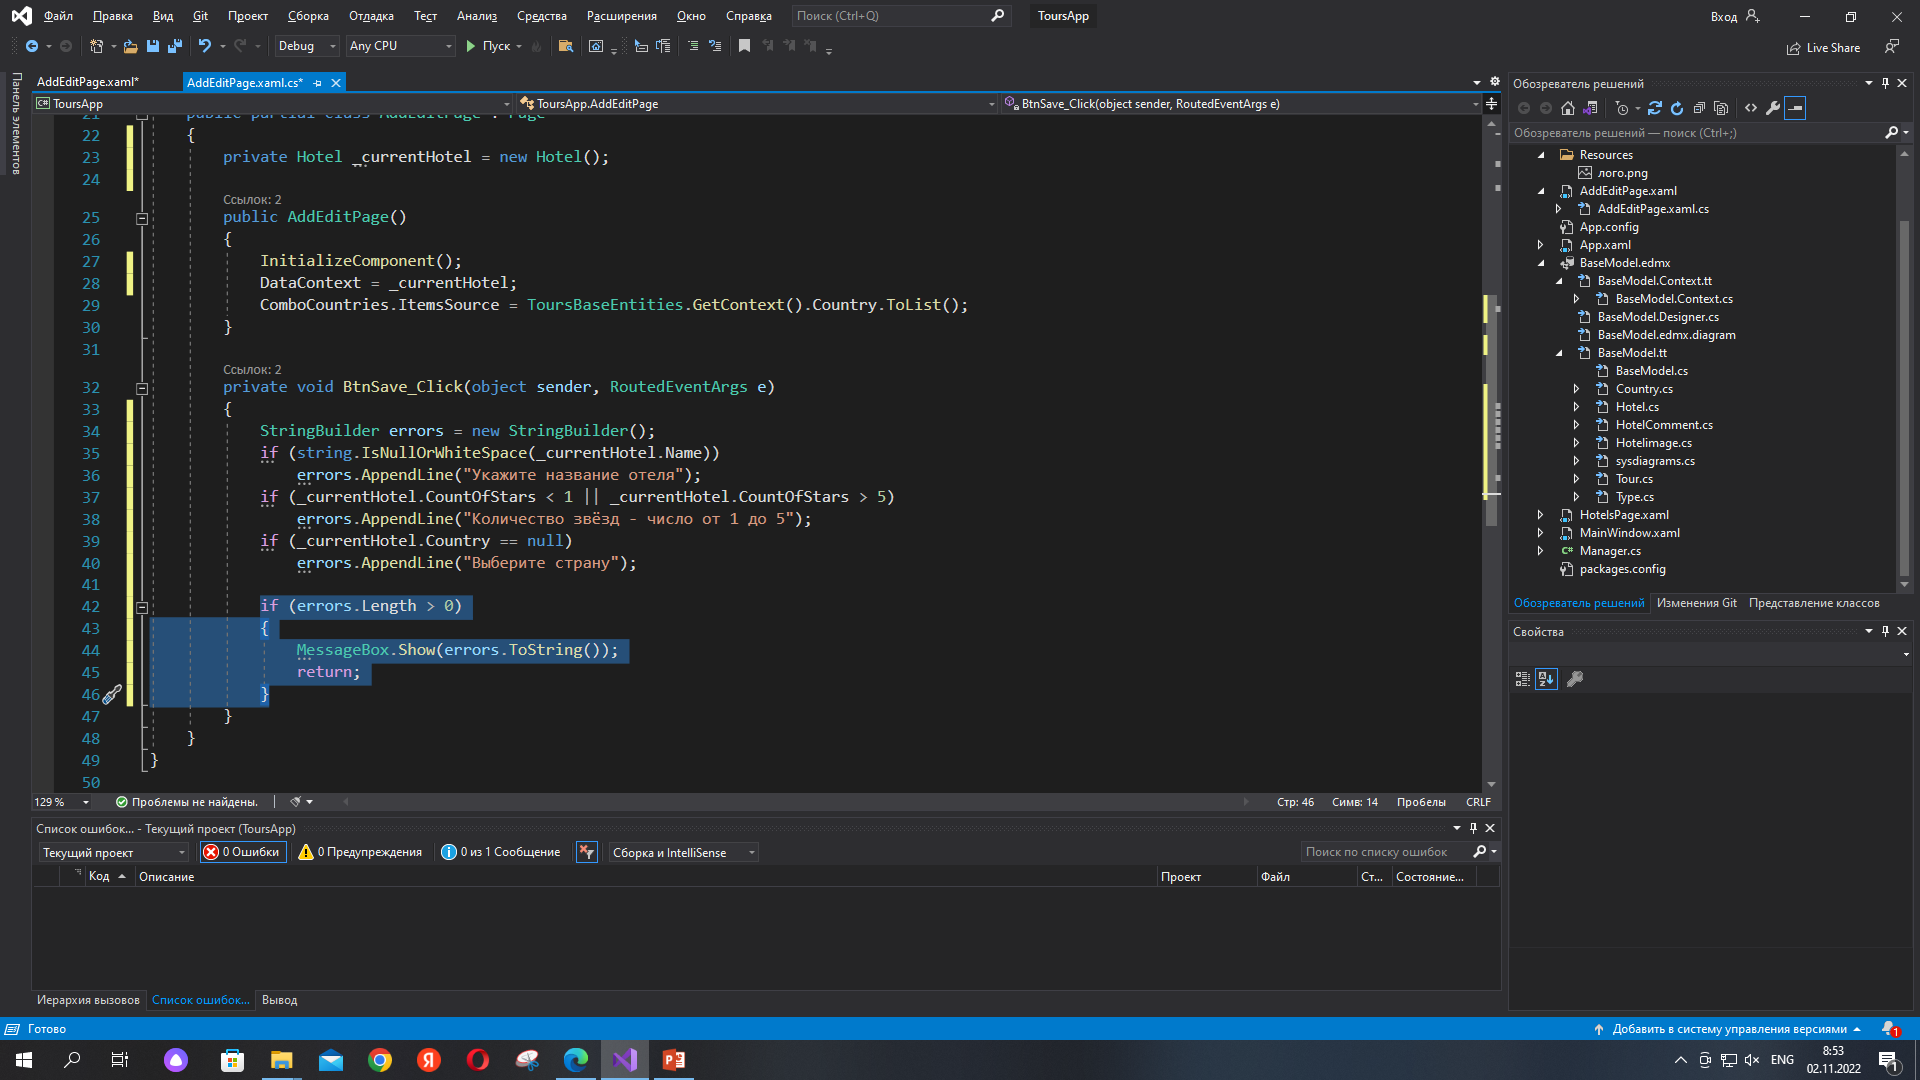 Файл Правка Вид Git Проект Сборка Отладка Тест Анализ Средства Расширения Окно Справка Поиск (Ctrl+Q) ToursApp Вход
Debug Any CPU Пуск Live Share
Панель элементов
AddEditPage.xaml* AddEditPage.xaml.cs*
ToursApp ToursApp.AddEditPage BtnSave_Click(object sender, RoutedEventArgs e)
21 public partial class AddEditPage : Page
22 {
23 private Hotel _currentHotel = new Hotel();
24
Ссылок: 2
25 public AddEditPage()
26 {
27 InitializeComponent();
28 DataContext = _currentHotel;
29 ComboCountries.ItemsSource = ToursBaseEntities.GetContext().Country.ToList();
30 }
31
Ссылок: 2
32 private void BtnSave_Click(object sender, RoutedEventArgs e)
33 {
34 StringBuilder errors = new StringBuilder();
35 if (string.IsNullOrWhiteSpace(_currentHotel.Name))
36 errors.AppendLine("Укажите название отеля");
37 if (_currentHotel.CountOfStars < 1 || _currentHotel.CountOfStars > 5)
38 errors.AppendLine("Количество звёзд - число от 1 до 5");
39 if (_currentHotel.Country == null)
40 errors.AppendLine("Выберите страну");
41
42 if (errors.Length > 0)
43 {
44 MessageBox.Show(errors.ToString());
45 return;
46 }
47 }
48 }
49 }
50
129 % Проблемы не найдены. Стр: 46 Симв: 14 Пробелы CRLF
Список ошибок... - Текущий проект (ToursApp)
Текущий проект 0 Ошибки 0 Предупреждения 0 из 1 Сообщение Сборка и IntelliSense Поиск по списку ошибок
Код Описание Проект Файл Ст... Состояние...
Иерархия вызовов Список ошибок... Вывод
Обозреватель решений
Обозреватель решений — поиск (Ctrl+;)
Resources
лого.png
AddEditPage.xaml
AddEditPage.xaml.cs
App.config
App.xaml
BaseModel.edmx
BaseModel.Context.tt
BaseModel.Context.cs
BaseModel.Designer.cs
BaseModel.edmx.diagram
BaseModel.tt
BaseModel.cs
Country.cs
Hotel.cs
HotelComment.cs
Hotelimage.cs
sysdiagrams.cs
Tour.cs
Type.cs
HotelsPage.xaml
MainWindow.xaml
C# Manager.cs
packages.config
Обозреватель решений Изменения Git Представление классов
Свойства
Готово Добавить в систему управления версиями 1
ENG 8:53
02.11.2022 1